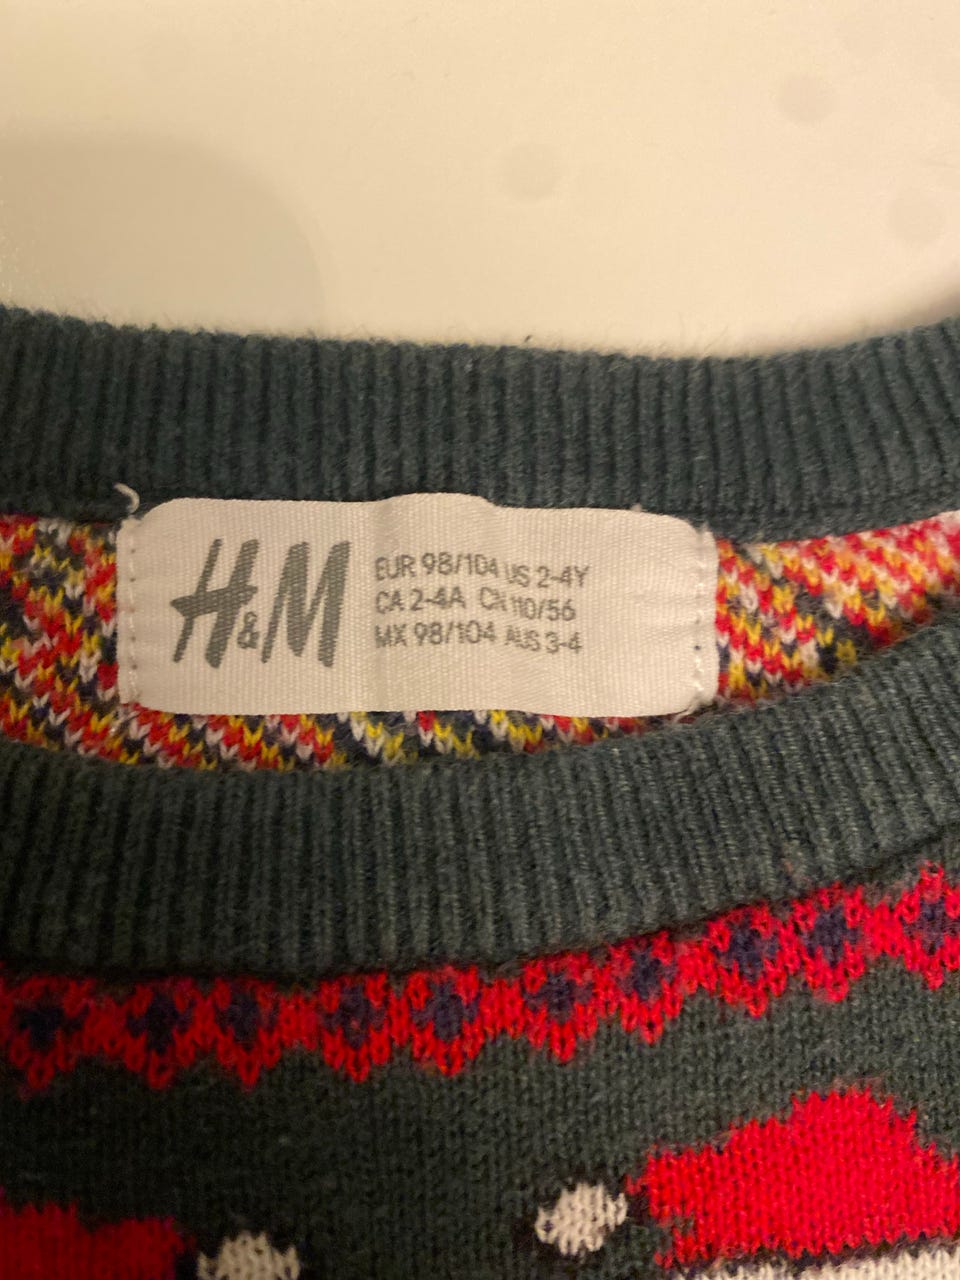 H&M
EUR 98/104 US 2-4Y
CA 2-4A CN 110/56
MX 98/104 AUS 3-4